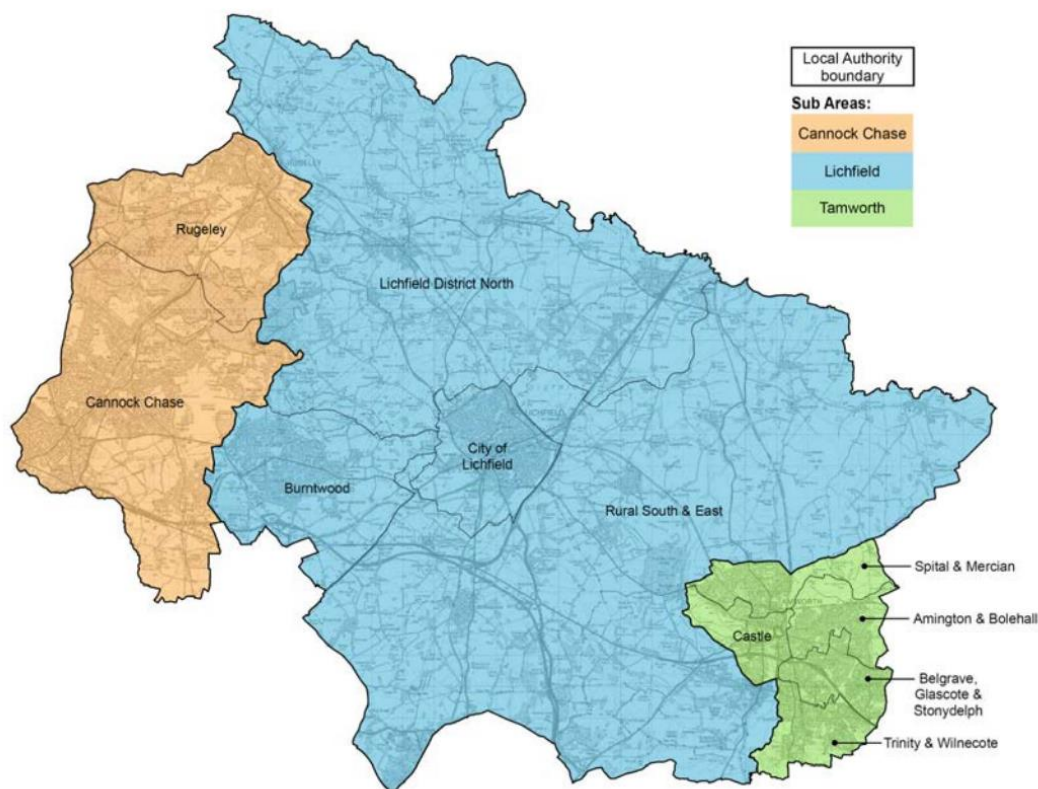 Local Authority
boundary
Sub Areas:
Cannock Chase
Lichfield
Tamworth
Rugeley
Lichfield District North
Cannock Chase
City of
Lichfield
Burntwood
Rural South & East
Spital & Mercian
Amington & Bolehall
Castle
Belgrave,
Glascote &
Stonydelph
Trinity & Wilnecote